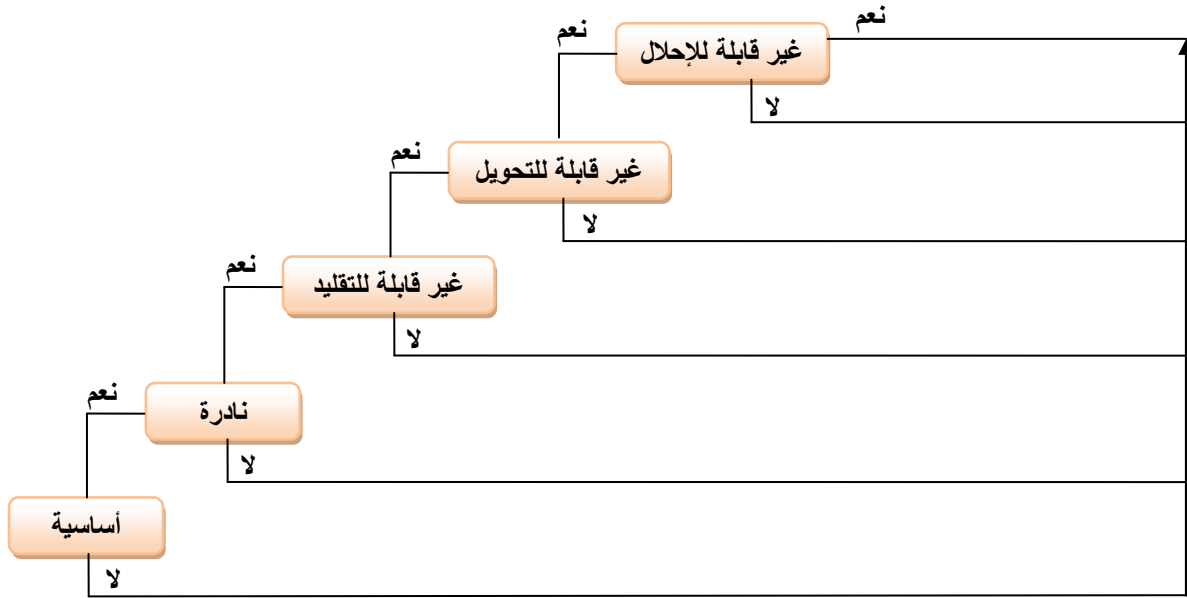 نعم
نعم
غير قابلة للإحلال
لا
نعم
غير قابلة للتحويل
لا
نعم
غير قابلة للتقليد
لا
نعم
نادرة
لا
أساسية
لا